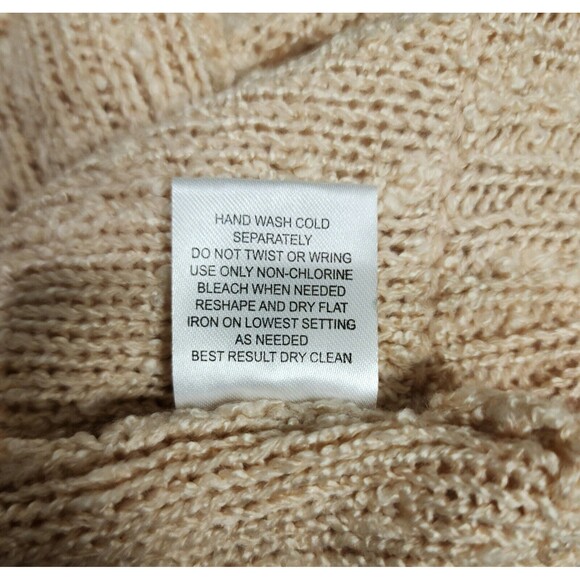 HAND WASH COLD
SEPARATELY
DO NOT TWIST OR WRING
USE ONLY NON-CHLORINE
BLEACH WHEN NEEDED
RESHAPE AND DRY FLAT
IRON ON LOWEST SETTING
AS NEEDED
BEST RESULT DRY CLEAN